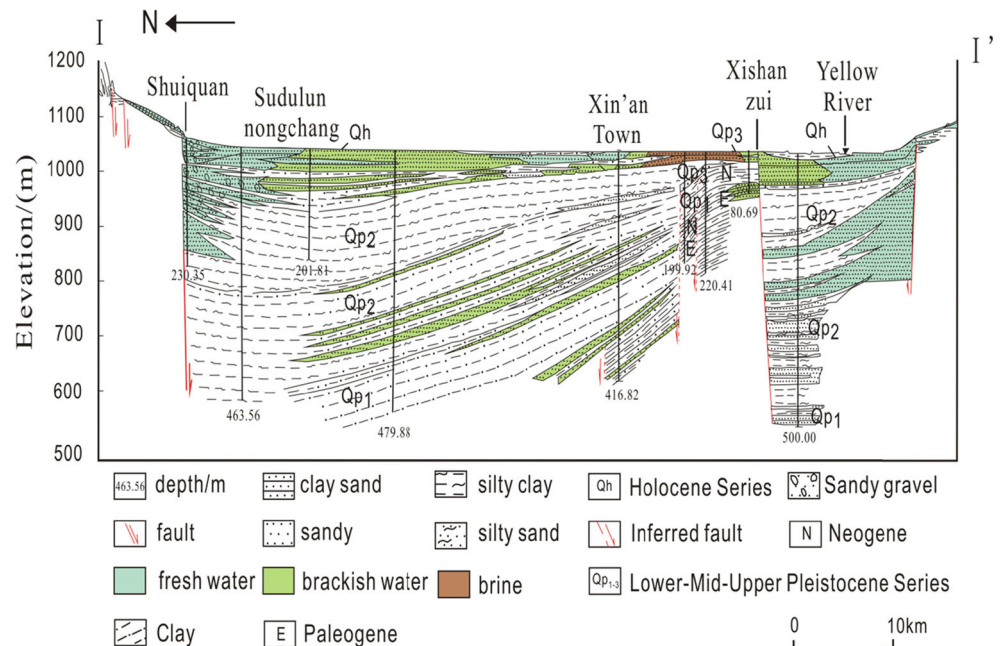 I
N
I’
1200
1100
1000
900
800
700
600
500
Elevation/(m)
Shuiquan
Sudulun
nongchang
Qh
Xin’an
Town
Qp3
Xishan
zui
Qh
Yellow
River
Qp3
N
Qp1
E
80.69
N
E
Qp2
Qp2
Qp2
Qp2
Qp1
Qp1
230.35
201.81
199.92
220.41
463.56
479.88
416.82
500.00
463.56 depth/m
clay sand
silty clay
Qh Holocene Series
Sandy gravel
fault
sandy
silty sand
Inferred fault
N Neogene
fresh water
brackish water
brine
Qp1-3 Lower-Mid-Upper Pleistocene Series
Clay
E Paleogene
0 10km